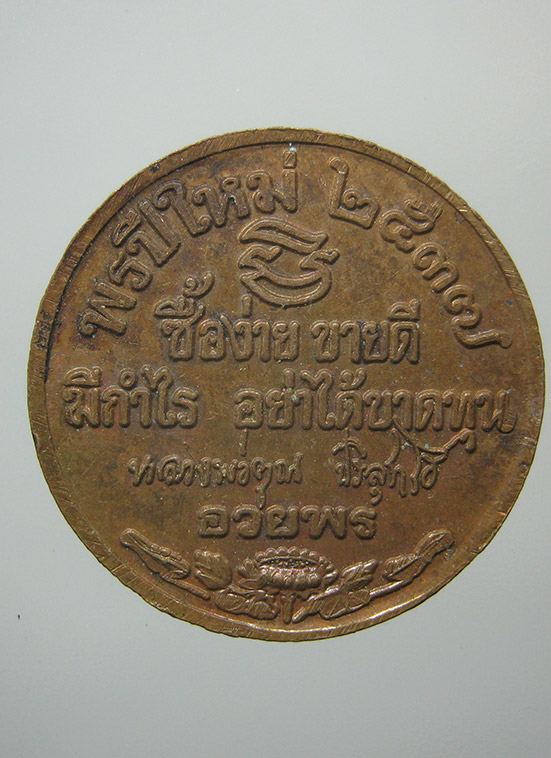 พรปีใหม่ ๒๕๓๗
ซื้อง่าย ขายดี
มีกำไร อย่าได้ขาดทุน
หลวงพ่อคูณ ปริสุทฺโธ
อวยพร